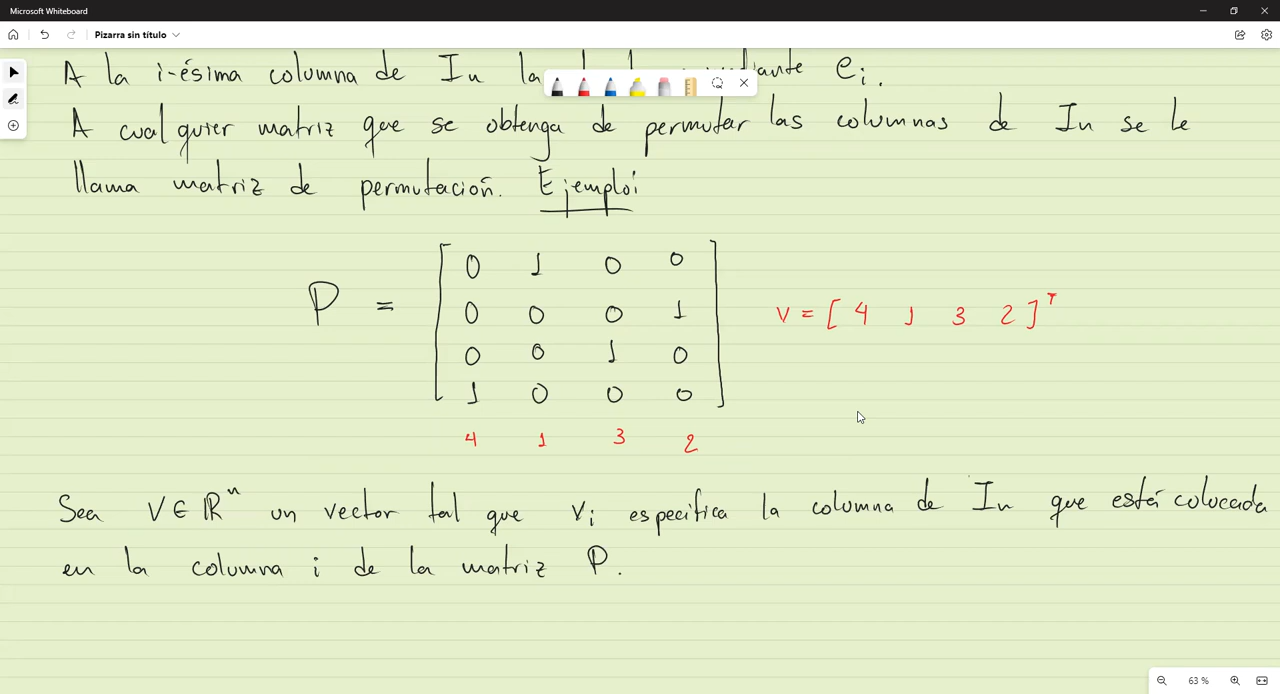 Microsoft Whiteboard
Pizarra sin título
A la i-ésima columna de In la ei.
A cualquier matriz que se obtenga de permutar las columnas de In se le
llama matriz de permutación. Ejemplo:
P = [ 0 1 0 0
0 0 0 1
0 0 1 0
1 0 0 0 ]
4 1 3 2
v = [ 4 1 3 2 ]ᵀ
Sea v ∈ ℝⁿ un vector tal que vi especifica la columna de In que está colocada
en la columna i de la matriz P.
63 %